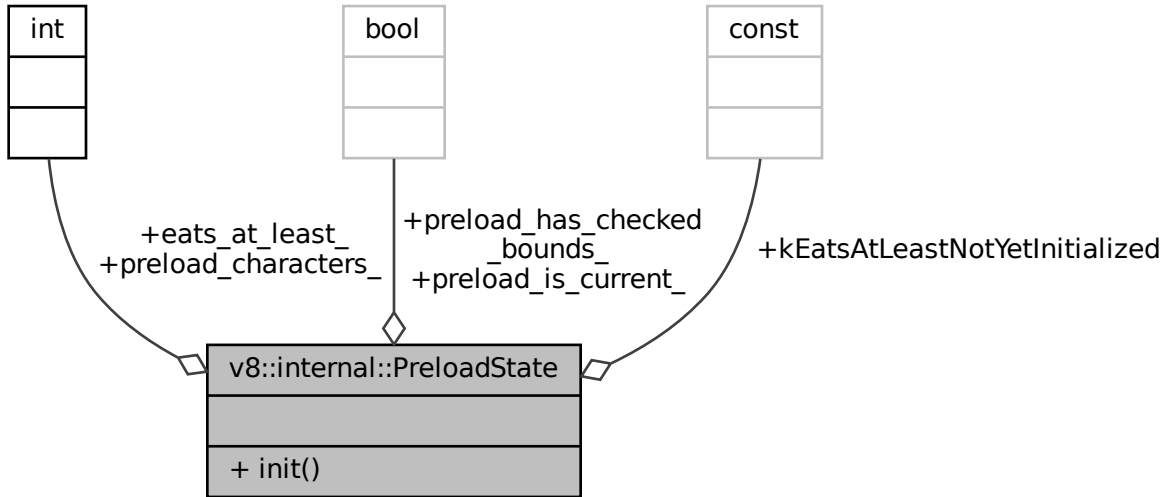 int
bool
const
+eats_at_least_
+preload_characters_
+preload_has_checked
_bounds_
+preload_is_current_
+kEatsAtLeastNotYetInitialized
v8::internal::PreloadState
+ init()